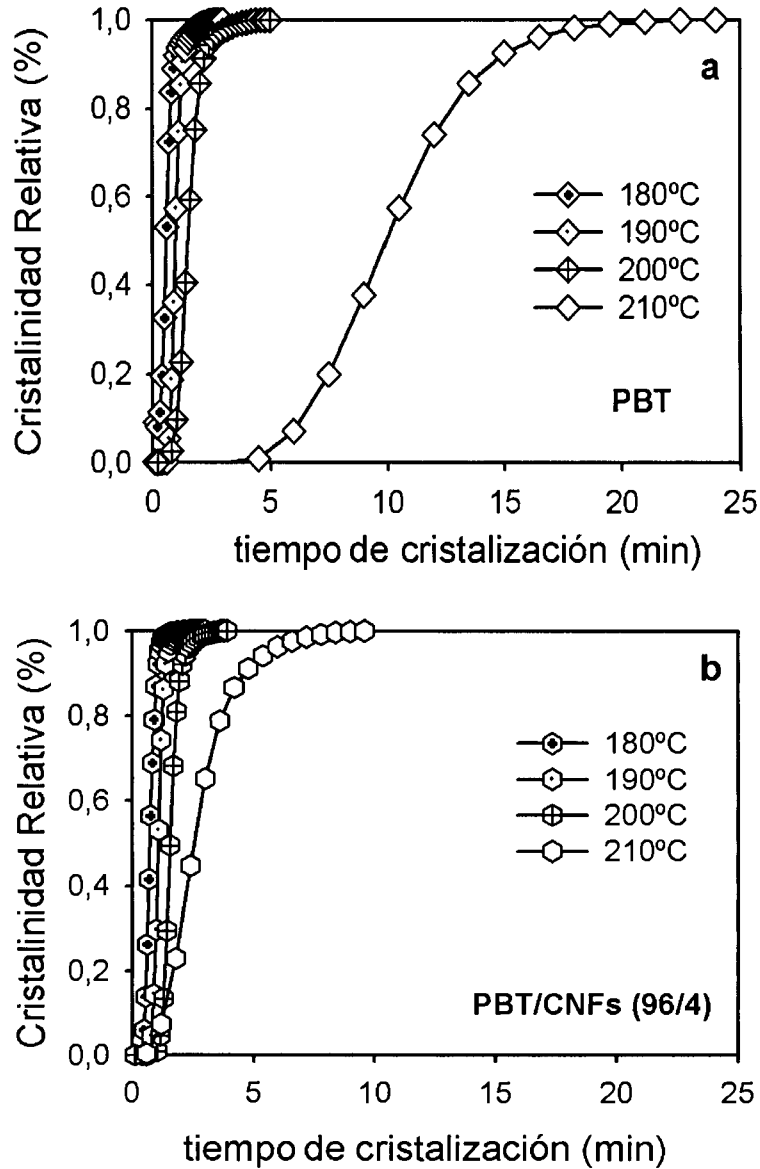 Cristalinidad Relativa (%)
1,0
0,8
0,6
0,4
0,2
0,0
a
180ºC
190ºC
200ºC
210ºC
PBT
0 5 10 15 20 25
tiempo de cristalización (min)
Cristalinidad Relativa (%)
1,0
0,8
0,6
0,4
0,2
0,0
b
180ºC
190ºC
200ºC
210ºC
PBT/CNFs (96/4)
0 5 10 15 20 25
tiempo de cristalización (min)